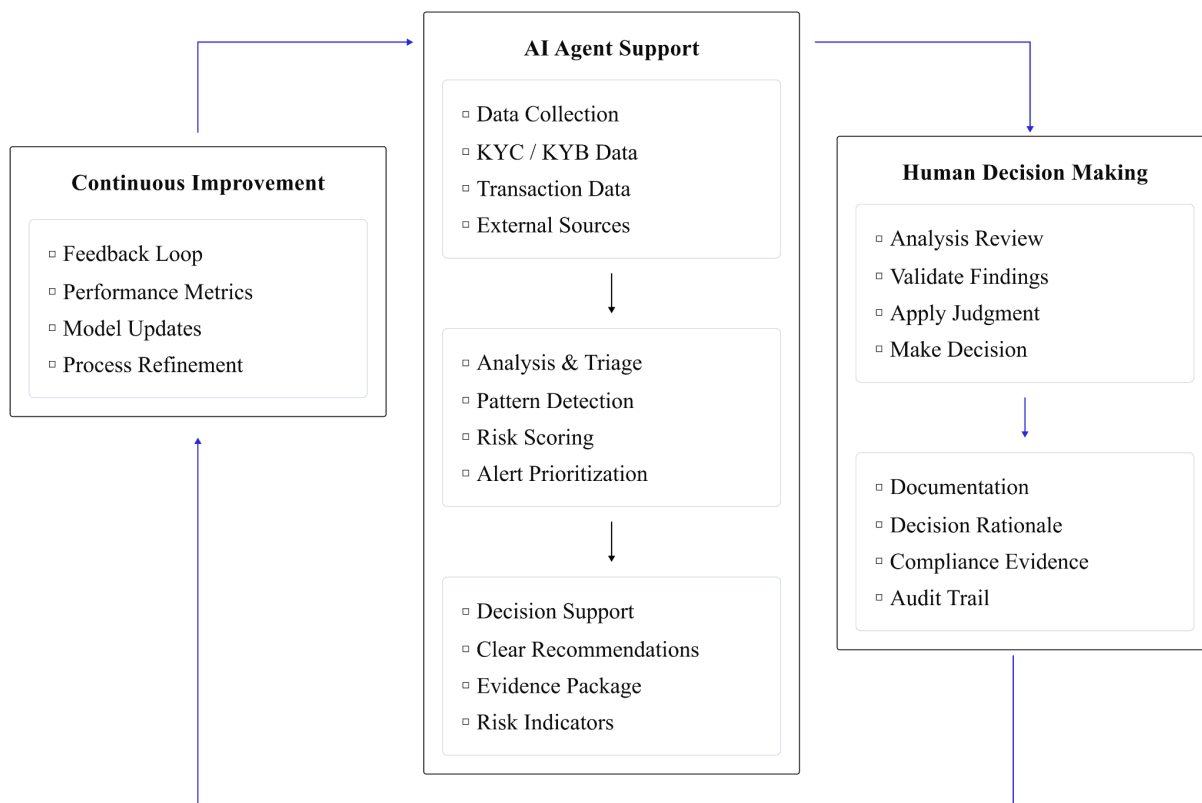 AI Agent Support
▫ Data Collection
▫ KYC / KYB Data
▫ Transaction Data
▫ External Sources
▫ Analysis & Triage
▫ Pattern Detection
▫ Risk Scoring
▫ Alert Prioritization
▫ Decision Support
▫ Clear Recommendations
▫ Evidence Package
▫ Risk Indicators
Human Decision Making
▫ Analysis Review
▫ Validate Findings
▫ Apply Judgment
▫ Make Decision
▫ Documentation
▫ Decision Rationale
▫ Compliance Evidence
▫ Audit Trail
Continuous Improvement
▫ Feedback Loop
▫ Performance Metrics
▫ Model Updates
▫ Process Refinement